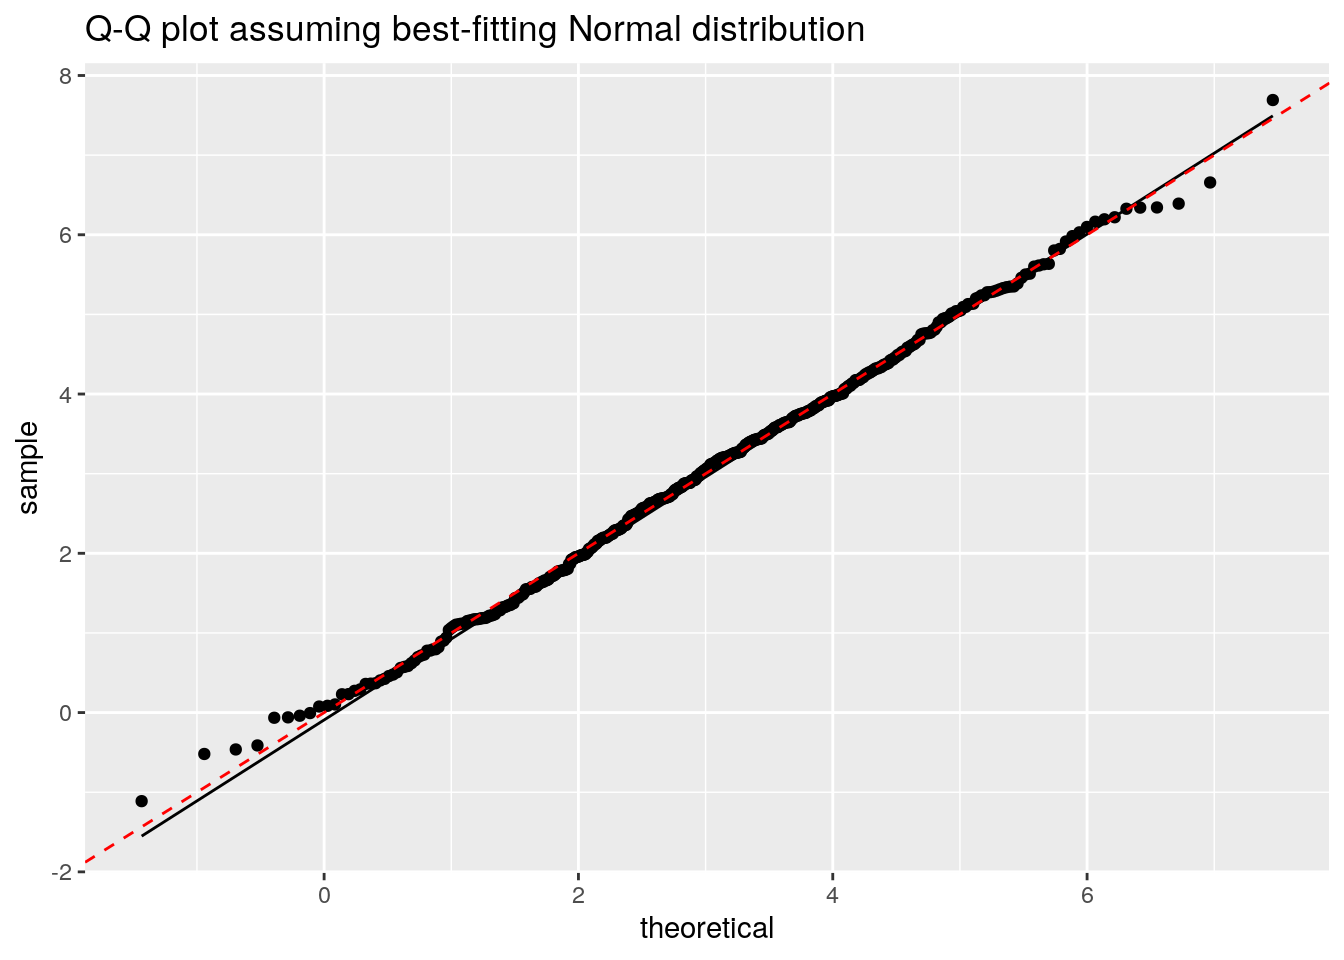 Q-Q plot assuming best-fitting Normal distribution
8
6
4
2
0
-2
sample
0 2 4 6
theoretical